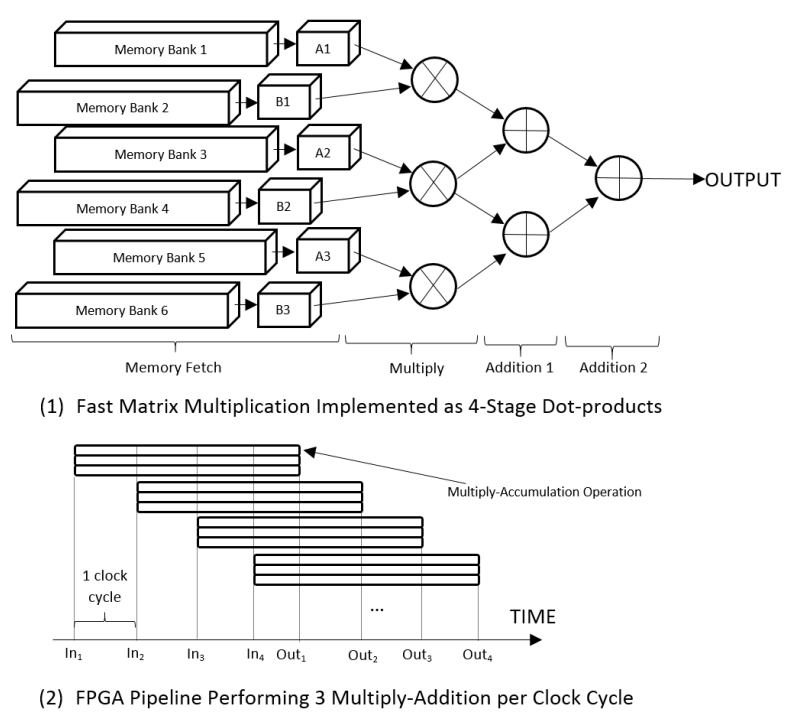 Memory Bank 1
A1
Memory Bank 2
B1
Memory Bank 3
A2
Memory Bank 4
B2
Memory Bank 5
A3
Memory Bank 6
B3
OUTPUT
Memory Fetch
Multiply
Addition 1
Addition 2
(1) Fast Matrix Multiplication Implemented as 4-Stage Dot-products
Multiply-Accumulation Operation
1 clock
cycle
...
TIME
In₁ In₂ In₃ In₄ Out₁ Out₂ Out₃ Out₄
(2) FPGA Pipeline Performing 3 Multiply-Addition per Clock Cycle